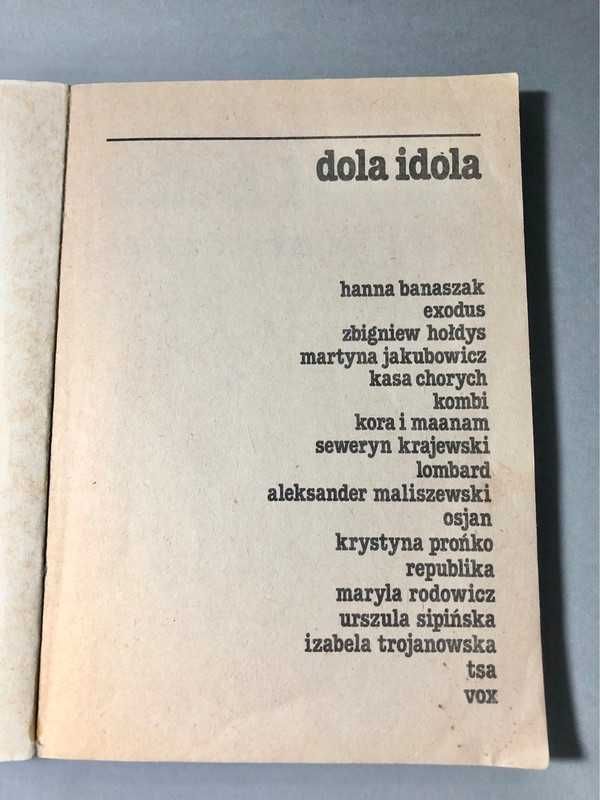 dola idola
hanna banaszak
exodus
zbigniew hołdys
martyna jakubowicz
kasa chorych
kombi
kora i maanam
seweryn krajewski
lombard
aleksander maliszewski
osjan
krystyna prońko
republika
maryla rodowicz
urszula sipińska
izabela trojanowska
tsa
vox